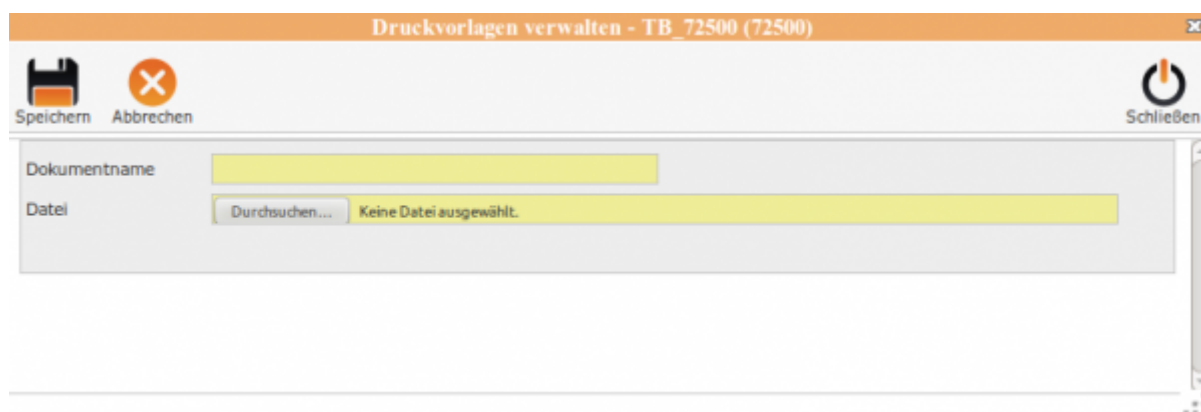 Druckvorlagen verwalten - TB_72500 (72500)
Speichern Abbrechen Schließen
Dokumentname
Datei Durchsuchen... Keine Datei ausgewählt.